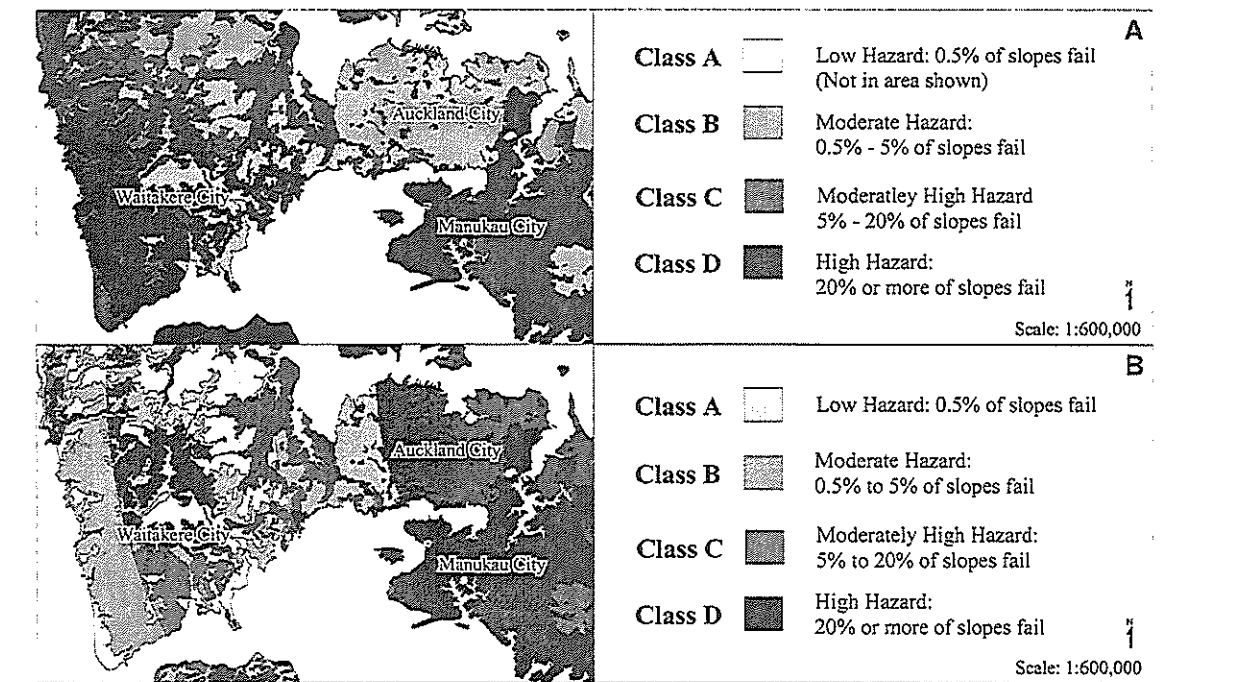 A
Class A
Low Hazard: 0.5% of slopes fail
(Not in area shown)
Class B
Moderate Hazard:
0.5% - 5% of slopes fail
Class C
Moderatley High Hazard
5% - 20% of slopes fail
Class D
High Hazard:
20% or more of slopes fail
N
Scale: 1:600,000
Auckland City
Waitakere City
Manukau City
B
Class A
Low Hazard: 0.5% of slopes fail
Class B
Moderate Hazard:
0.5% to 5% of slopes fail
Class C
Moderately High Hazard:
5% to 20% of slopes fail
Class D
High Hazard:
20% or more of slopes fail
N
Scale: 1:600,000
Auckland City
Waitakere City
Manukau City